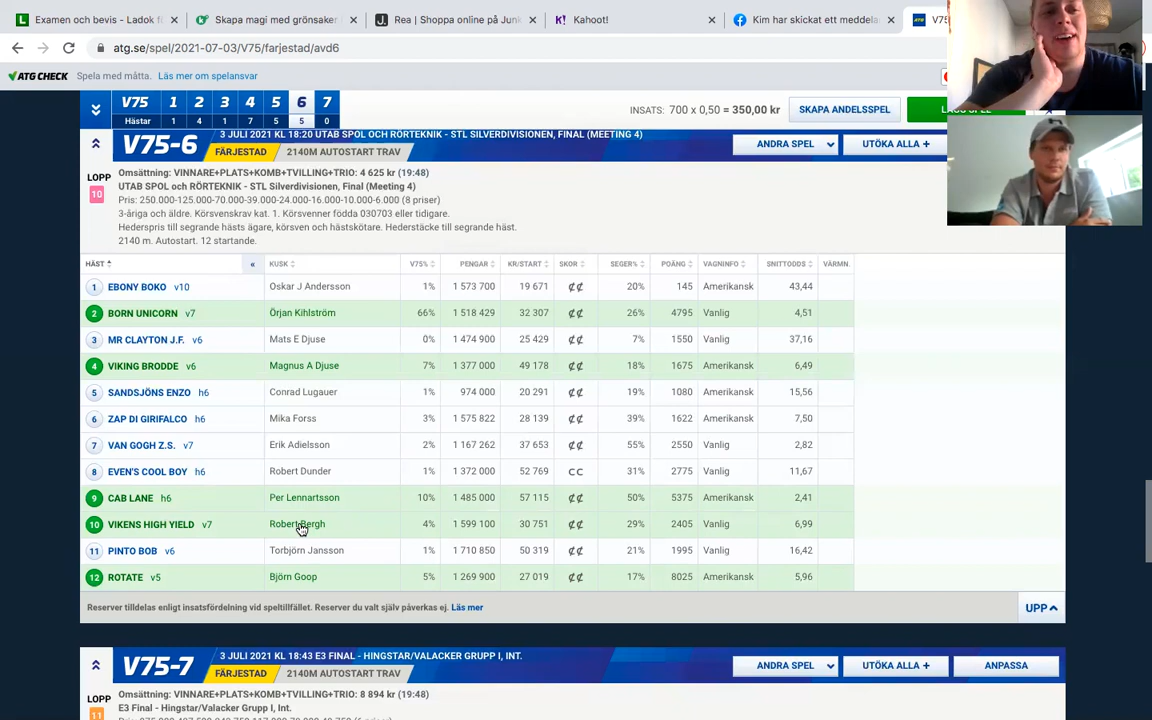 Examen och bevis - Ladok f
Skapa magi med grönsaker
Rea | Shoppa online på Junk
Kahoot!
Kim har skickat ett meddela
V75
atg.se/spel/2021-07-03/V75/farjestad/avd6
ATG CHECK Spela med måtta. Läs mer om spelansvar
V75 1 2 3 4 5 6 7
Hästar 1 4 1 7 5 5 0
INSATS: 700 x 0,50 = 350,00 kr
SKAPA ANDELSSPEL
V75-6
3 JULI 2021 KL 18:20 UTAB SPOL OCH RÖRTEKNIK - STL SILVERDIVISIONEN, FINAL (MEETING 4)
FÄRJESTAD 2140M AUTOSTART TRAV
ANDRA SPEL
UTÖKA ALLA +
LOPP
10
Omsättning: VINNARE+PLATS+KOMB+TVILLING+TRIO: 4 625 kr (19:48)
UTAB SPOL och RÖRTEKNIK - STL Silverdivisionen, Final (Meeting 4)
Pris: 250.000-125.000-70.000-39.000-24.000-16.000-10.000-6.000 (8 priser)
3-åriga och äldre. Körsvenskrav kat. 1. Körsvenner födda 030703 eller tidigare.
Hederspris till segrande hästs ägare, körsven och hästskötare. Hederstäcke till segrande häst.
2140 m. Autostart. 12 startande.
HÄST « KUSK V75% PENGAR KR/START SKOR SEGER% POÄNG VAGNINFO SNITTODDS VÄRMN.
1 EBONY BOKO v10 Oskar J Andersson 1% 1 573 700 19 671 ȼȼ 20% 145 Amerikansk 43,44
2 BORN UNICORN v7 Örjan Kihlström 66% 1 518 429 32 307 ȼȼ 26% 4795 Vanlig 4,51
3 MR CLAYTON J.F. v6 Mats E Djuse 0% 1 474 900 25 429 ȼȼ 7% 1550 Vanlig 37,16
4 VIKING BRODDE v6 Magnus A Djuse 7% 1 377 000 49 178 ȼȼ 18% 1675 Amerikansk 6,49
5 SANDSJÖNS ENZO h6 Conrad Lugauer 1% 974 000 20 291 ȼȼ 19% 1080 Amerikansk 15,56
6 ZAP DI GIRIFALCO h6 Mika Forss 3% 1 575 822 28 139 ȼȼ 39% 1622 Amerikansk 7,50
7 VAN GOGH Z.S. v7 Erik Adielsson 2% 1 167 262 37 653 ȼȼ 55% 2550 Vanlig 2,82
8 EVEN'S COOL BOY h6 Robert Dunder 1% 1 372 000 52 769 CC 31% 2775 Vanlig 11,67
9 CAB LANE h6 Per Lennartsson 10% 1 485 000 57 115 ȼȼ 50% 5375 Amerikansk 2,41
10 VIKENS HIGH YIELD v7 Robert Bergh 4% 1 599 100 30 751 ȼȼ 29% 2405 Vanlig 6,99
11 PINTO BOB v6 Torbjörn Jansson 1% 1 710 850 50 319 ȼȼ 21% 1995 Vanlig 16,42
12 ROTATE v5 Björn Goop 5% 1 269 900 27 019 ȼȼ 17% 8025 Amerikansk 5,96
Reserver tilldelas enligt insatsfördelning vid speltillfället. Reserver du valt själv påverkas ej. Läs mer
UPP
V75-7
3 JULI 2021 KL 18:43 E3 FINAL - HINGSTAR/VALACKER GRUPP I, INT.
FÄRJESTAD 2140M AUTOSTART TRAV
ANDRA SPEL
UTÖKA ALLA +
ANPASSA
LOPP
11
Omsättning: VINNARE+PLATS+KOMB+TVILLING+TRIO: 8 894 kr (19:48)
E3 Final - Hingstar/Valacker Grupp I, Int.